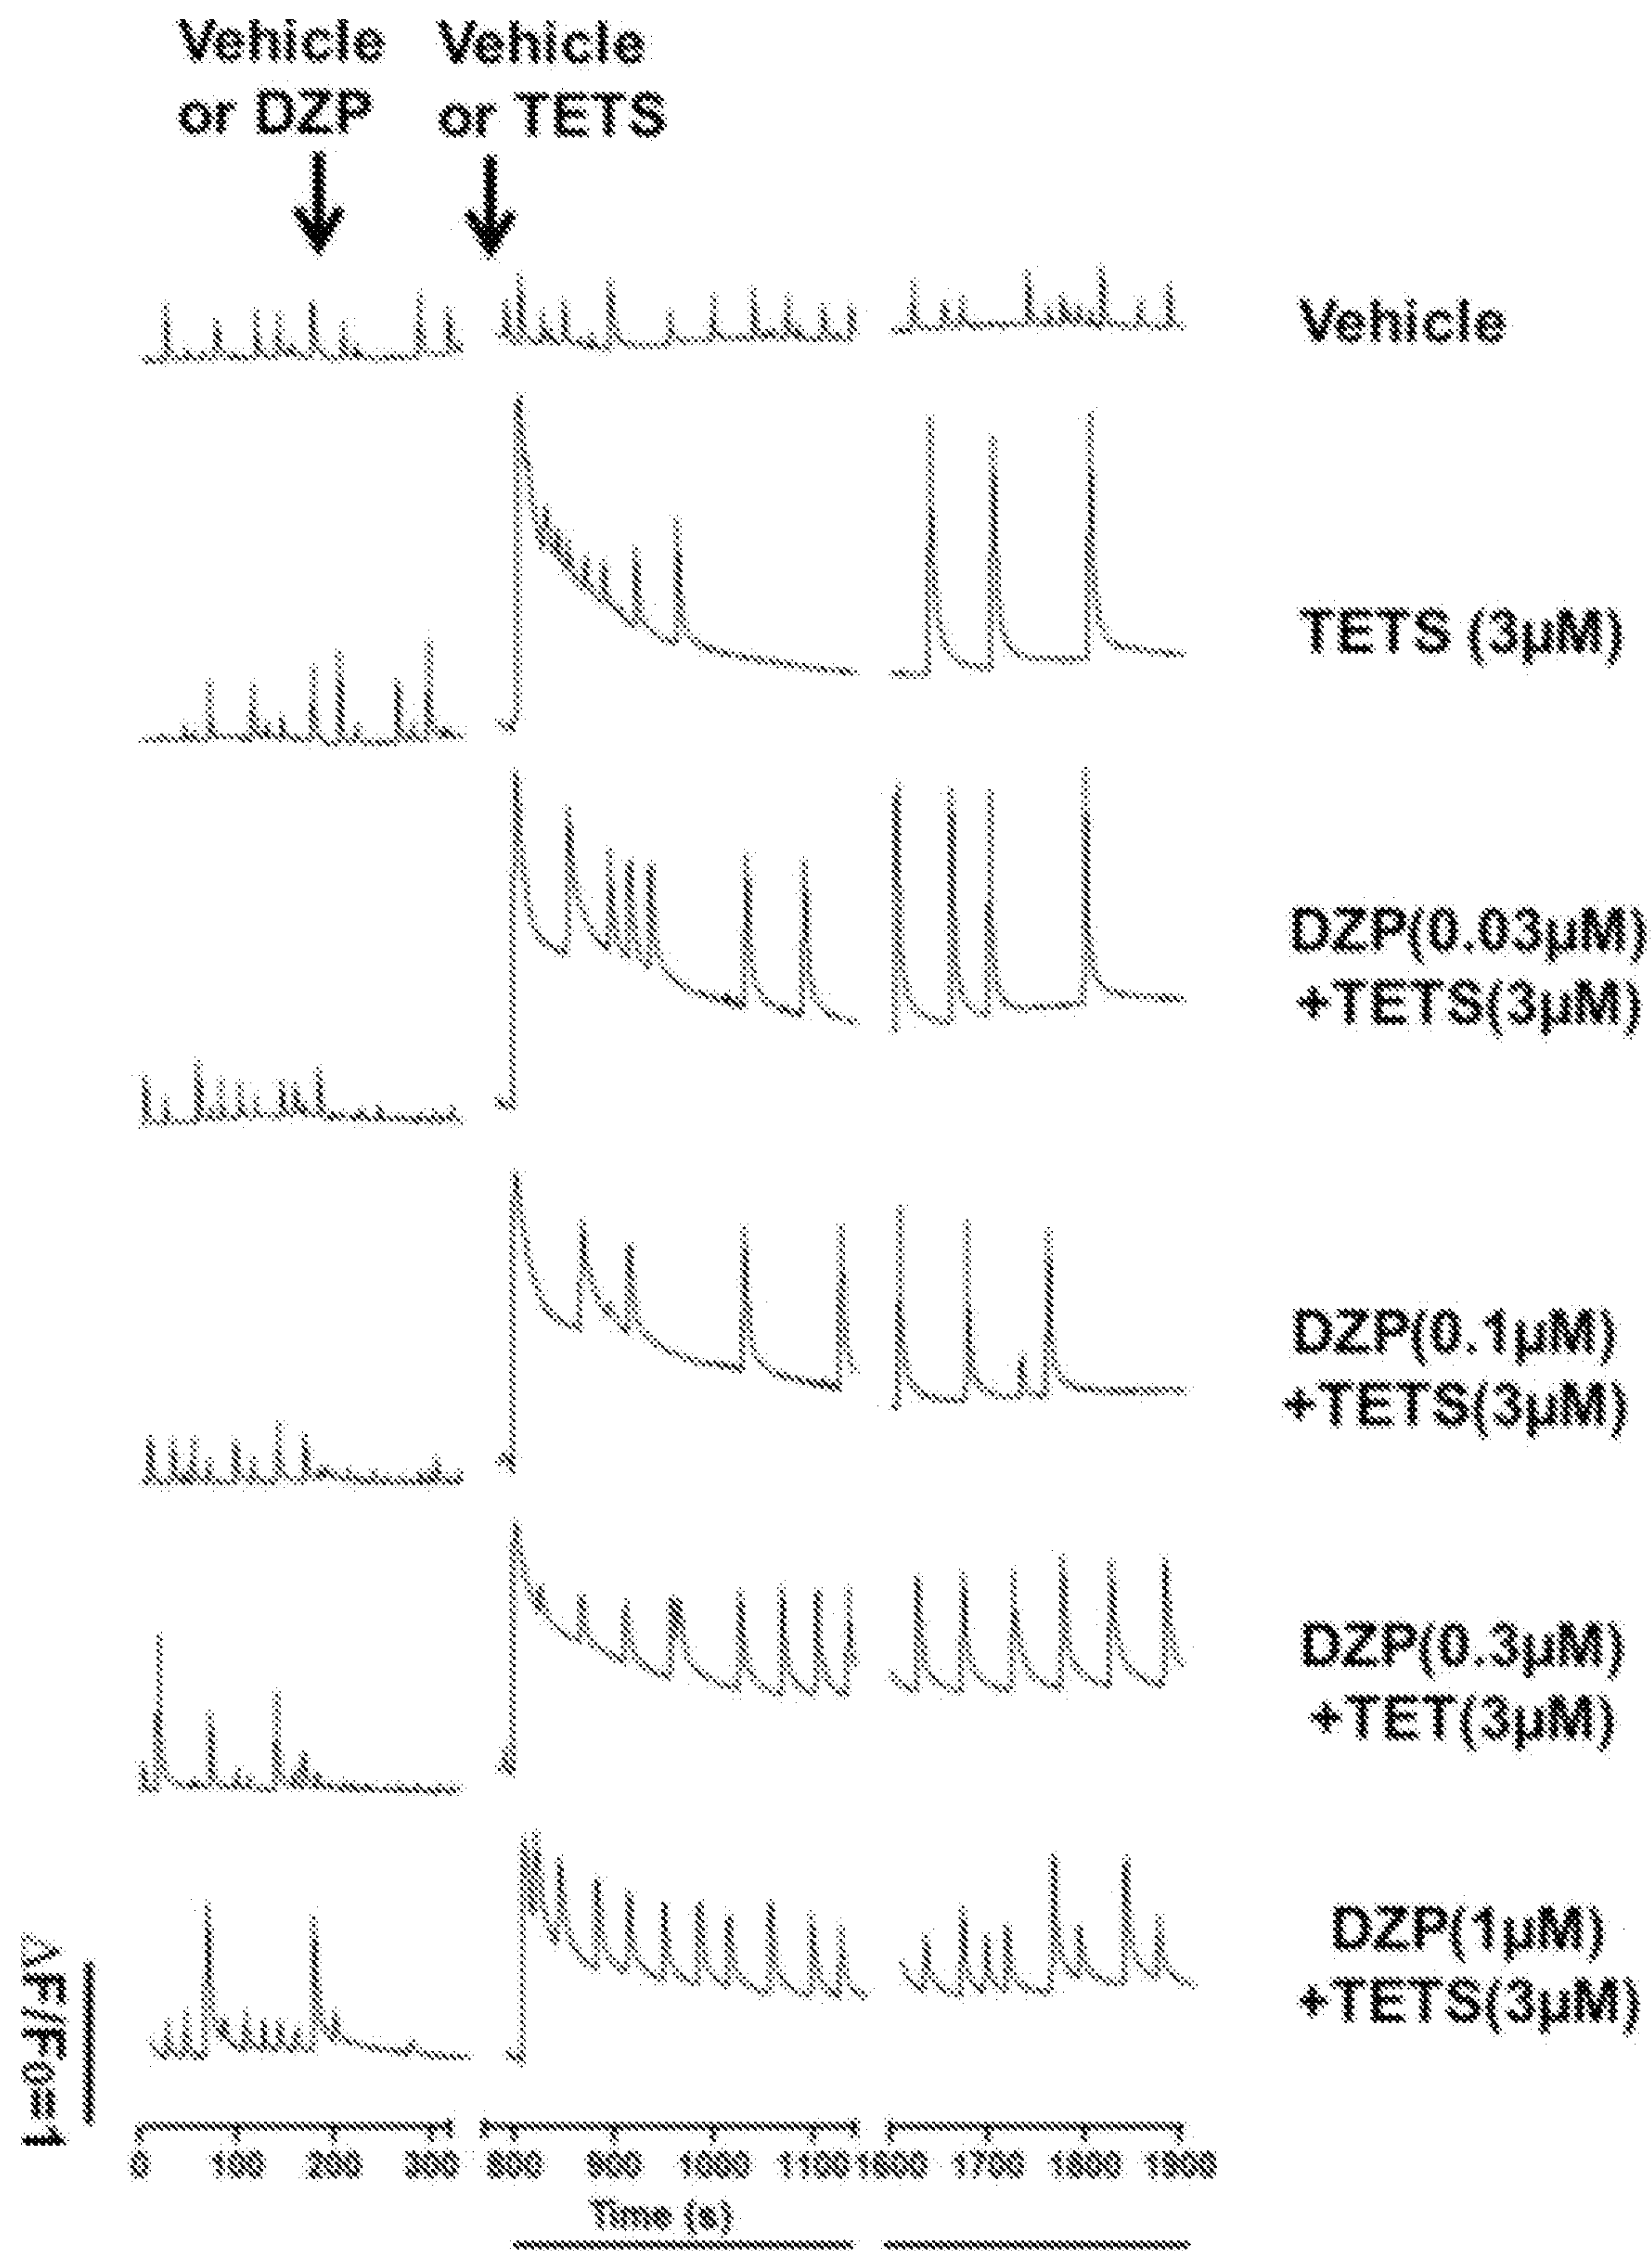 Vehicle
or DZP
Vehicle
or TETS
Vehicle
TETS (3µM)
DZP(0.03µM)
+TETS(3µM)
DZP(0.1µM)
+TETS(3µM)
DZP(0.3µM)
+TET(3µM)
DZP(1µM)
+TETS(3µM)
ΔF/F0=1
0 100 200 300 800 900 1000 1100 1600 1700 1800 1900
Time (s)